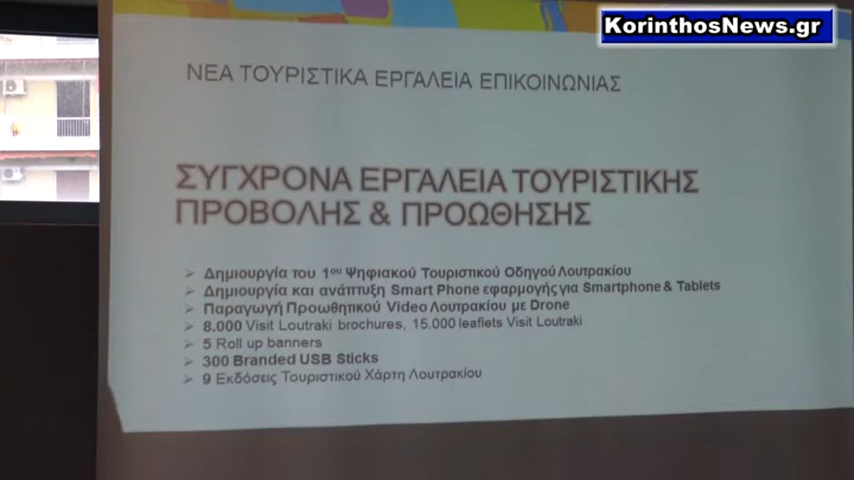 KorinthosNews.gr
ΝΕΑ ΤΟΥΡΙΣΤΙΚΑ ΕΡΓΑΛΕΙΑ ΕΠΙΚΟΙΝΩΝΙΑΣ
ΣΥΓΧΡΟΝΑ ΕΡΓΑΛΕΙΑ ΤΟΥΡΙΣΤΙΚΗΣ
ΠΡΟΒΟΛΗΣ & ΠΡΟΩΘΗΣΗΣ
➢ Δημιουργία του 1ου Ψηφιακού Τουριστικού Οδηγού Λουτρακίου
➢ Δημιουργία και ανάπτυξη Smart Phone εφαρμογής για Smartphone & Tablets
➢ Παραγωγή Προωθητικού Video Λουτρακίου με Drone
➢ 8.000 Visit Loutraki brochures, 15.000 leaflets Visit Loutraki
➢ 5 Roll up banners
➢ 300 Branded USB Sticks
➢ 9 Εκδόσεις Τουριστικού Χάρτη Λουτρακίου